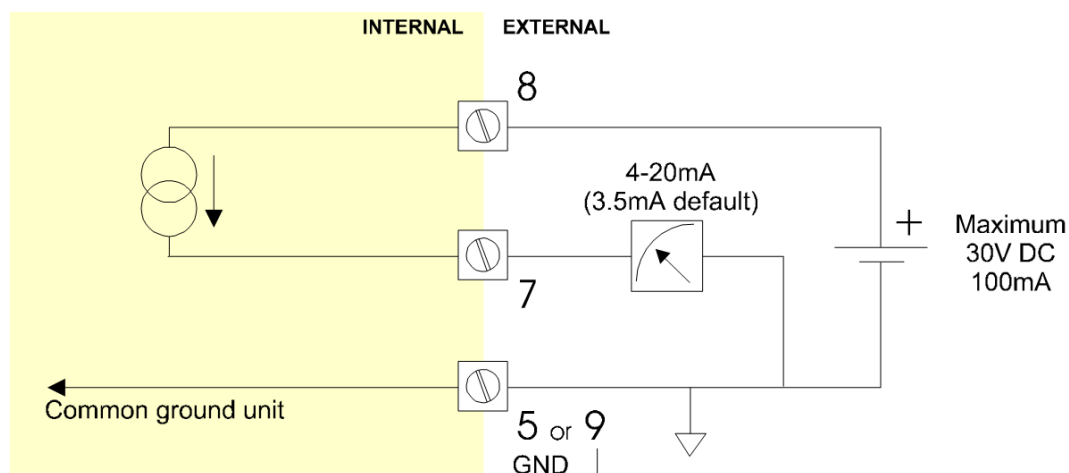 INTERNAL EXTERNAL
8
4-20mA
(3.5mA default)
+
Maximum
30V DC
100mA
7
Common ground unit
5 or 9
GND